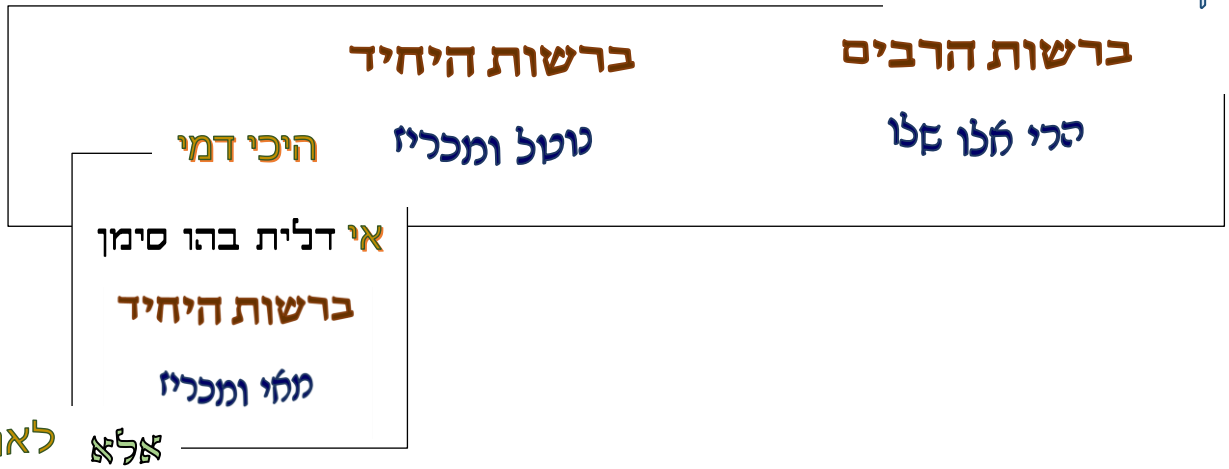 ברשות הרבים ברשות היחיד
הרי אלו שלו נוטל ומכריז
היכי דמי
אי דלית בהו סימן
ברשות היחיד
מאי ומכריז
אלא